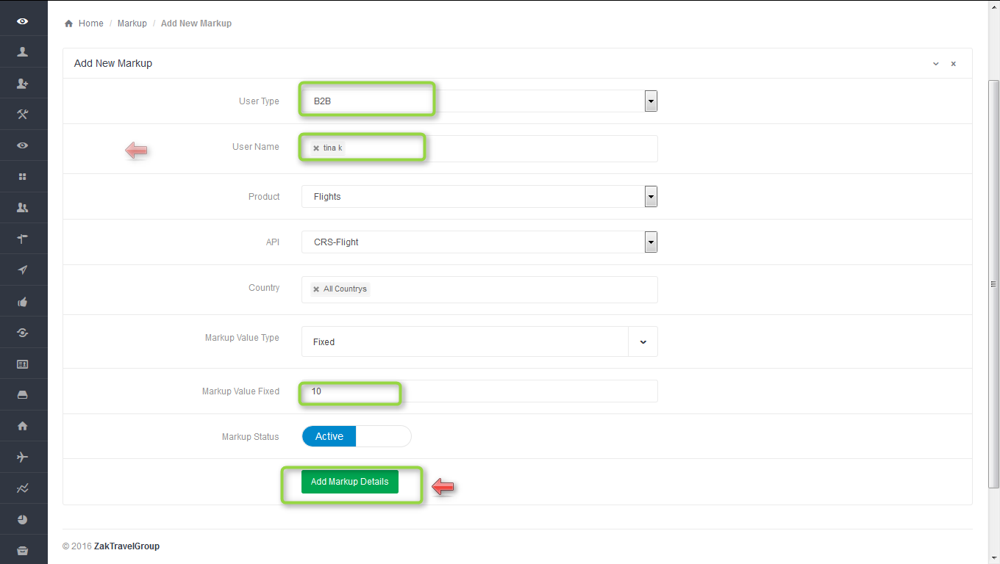 Home / Markup / Add New Markup
Add New Markup
User Type B2B
User Name × tina k
Product Flights
API CRS-Flight
Country × All Countrys
Markup Value Type Fixed
Markup Value Fixed 10
Markup Status Active
Add Markup Details
© 2016 ZakTravelGroup